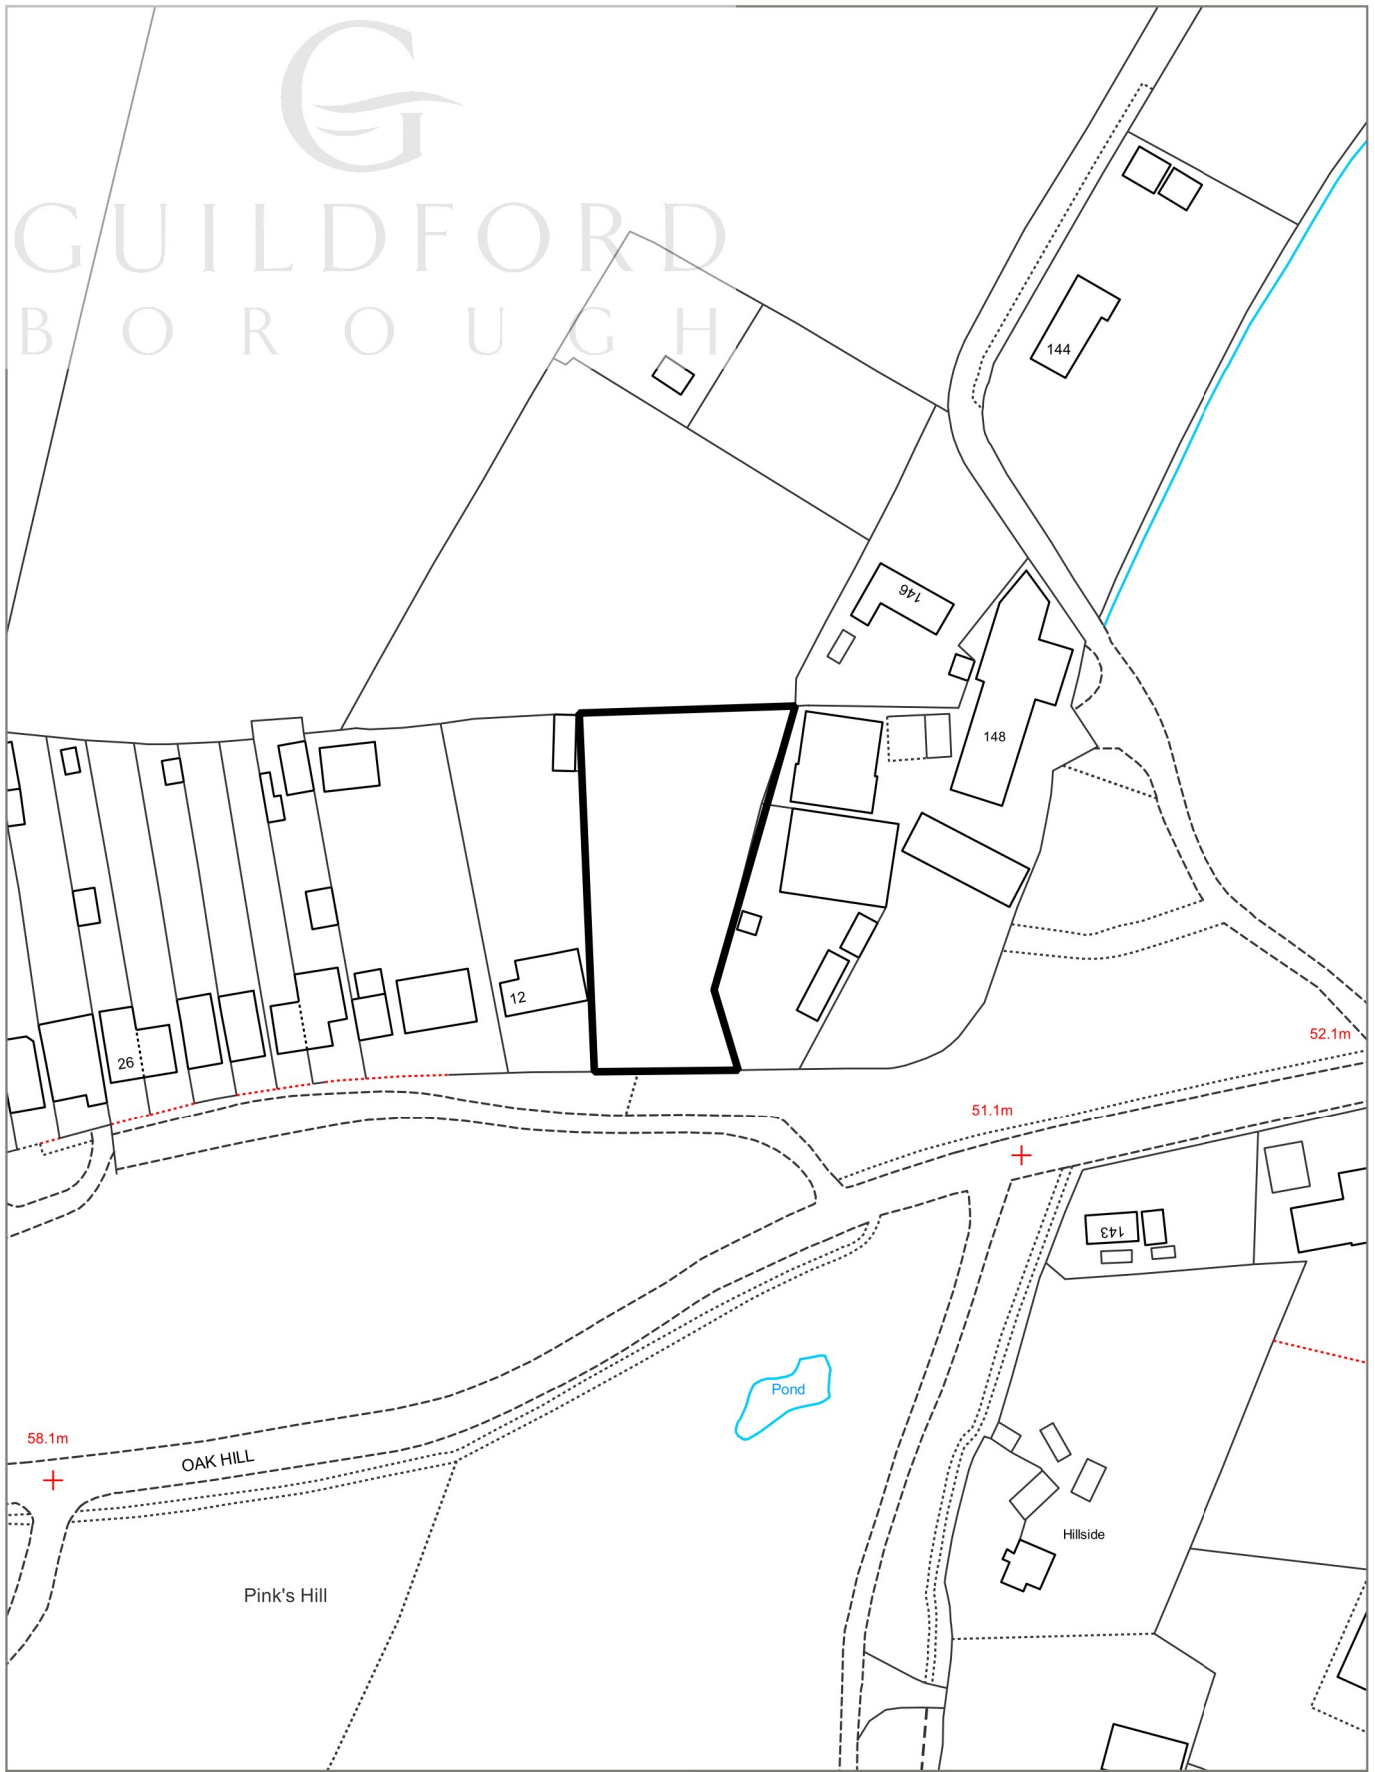 G
GUILDFORD
BOROUGH
144
146
148
12
26
52.1m
51.1m
143
Pond
58.1m
OAK HILL
Hillside
Pink's Hill